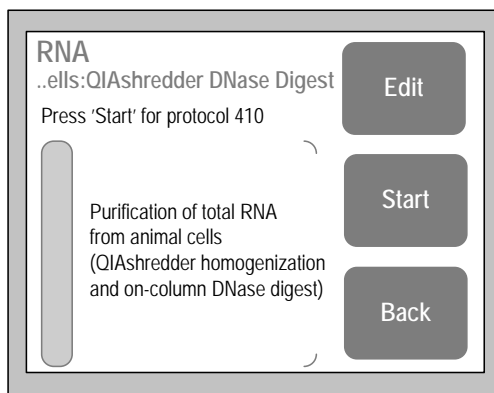 RNA
..ells:QIAshredder DNase Digest
Press 'Start' for protocol 410
Purification of total RNA
from animal cells
(QIAshredder homogenization
and on-column DNase digest)
Edit
Start
Back